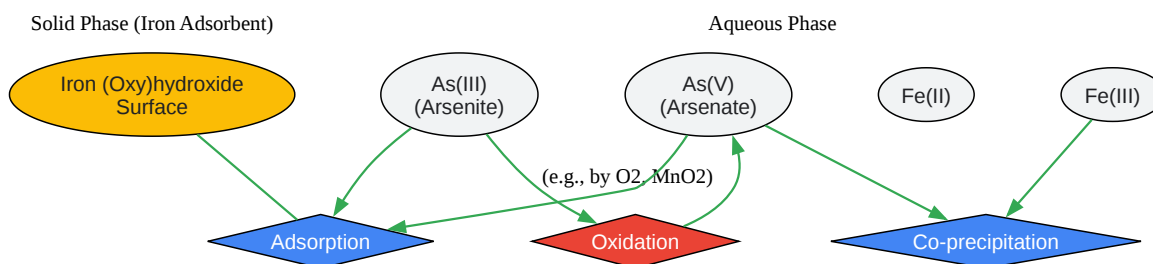 Solid Phase (Iron Adsorbent)
Aqueous Phase
Iron (Oxy)hydroxide
Surface
As(III)
(Arsenite)
As(V)
(Arsenate)
Fe(II)
Fe(III)
(e.g., by O2, MnO2)
Adsorption
Oxidation
Co-precipitation